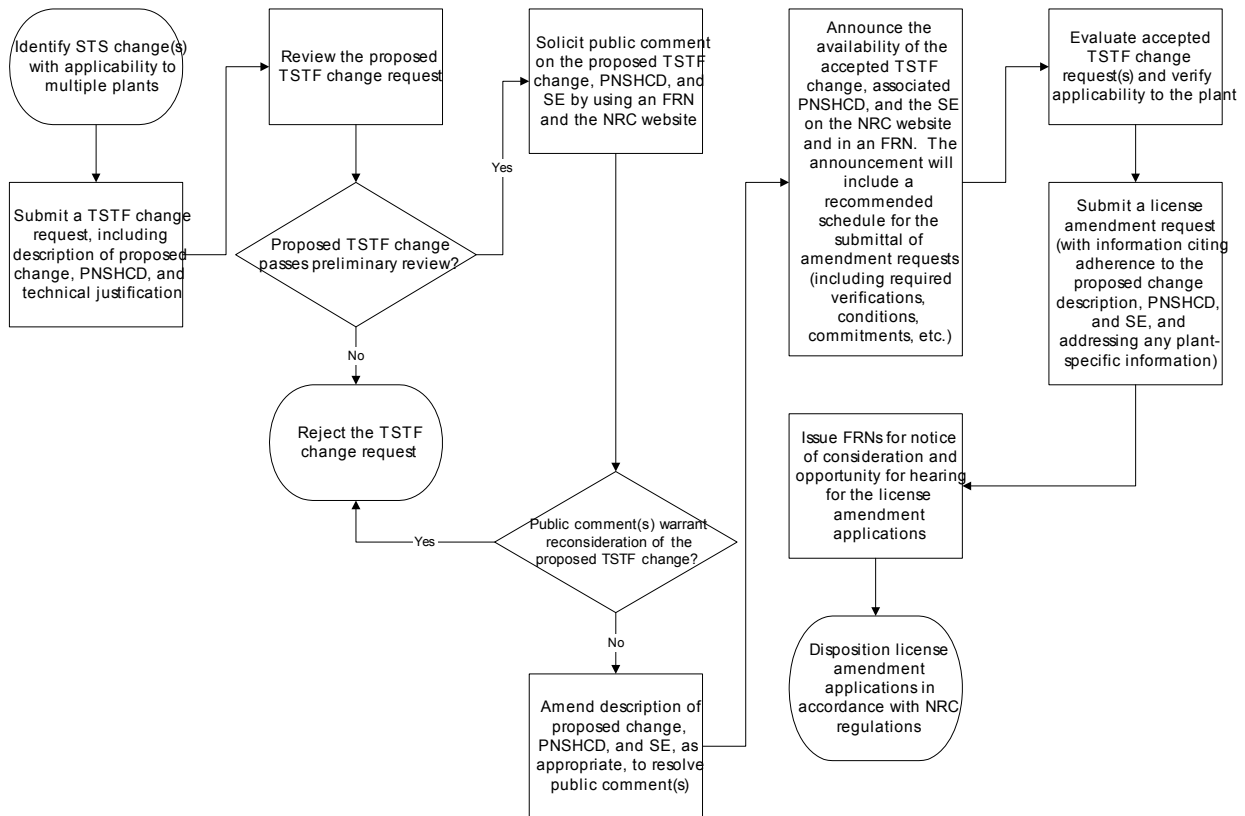 Identify STS change(s)
with applicability to
multiple plants
Submit a TSTF change
request, including
description of proposed
change, PNSHCD, and
technical justification
Review the proposed
TSTF change request
Proposed TSTF change
passes preliminary review?
Yes
No
Reject the TSTF
change request
Solicit public comment
on the proposed TSTF
change, PNSHCD, and
SE by using an FRN
and the NRC website
Public comment(s) warrant
reconsideration of the
proposed TSTF change?
Yes
No
Amend description of
proposed change,
PNSHCD, and SE, as
appropriate, to resolve
public comment(s)
Announce the
availability of the
accepted TSTF
change, associated
PNSHCD, and the SE
on the NRC website
and in an FRN. The
announcement will
include a
recommended
schedule for the
submittal of
amendment requests
(including required
verifications,
conditions,
commitments, etc.)
Evaluate accepted
TSTF change
request(s) and verify
applicability to the plant
Submit a license
amendment request
(with information citing
adherence to the
proposed change
description, PNSHCD,
and SE, and
addressing any plant-
specific information)
Issue FRNs for notice
of consideration and
opportunity for hearing
for the license
amendment
applications
Disposition license
amendment
applications in
accordance with NRC
regulations